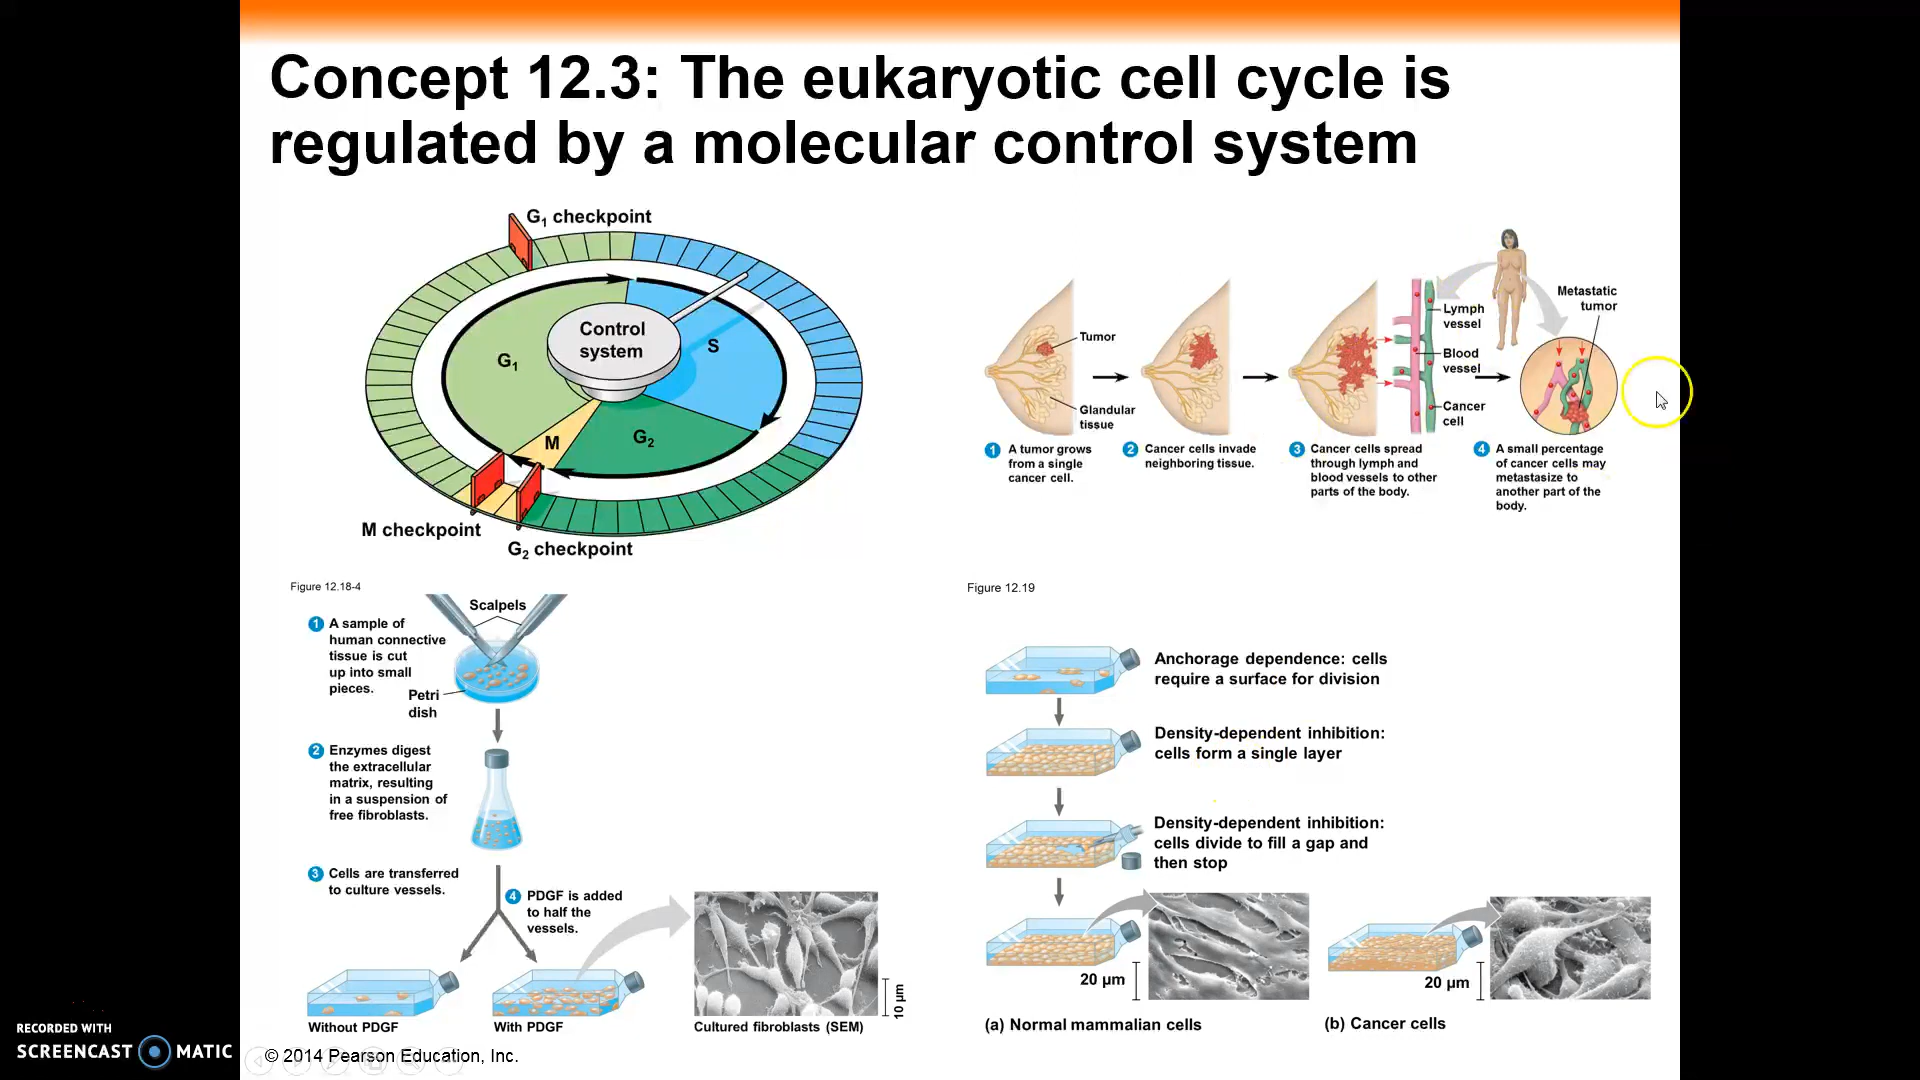 Concept 12.3: The eukaryotic cell cycle is
regulated by a molecular control system
G1 checkpoint
Control
system
G1
S
M
G2
M checkpoint
G2 checkpoint
Tumor
Glandular
tissue
Lymph
vessel
Blood
vessel
Cancer
cell
Metastatic
tumor
1 A tumor grows
from a single
cancer cell.
2 Cancer cells invade
neighboring tissue.
3 Cancer cells spread
through lymph and
blood vessels to other
parts of the body.
4 A small percentage
of cancer cells may
metastasize to
another part of the
body.
Figure 12.18-4
Scalpels
1 A sample of
human connective
tissue is cut
up into small
pieces.
Petri
dish
2 Enzymes digest
the extracellular
matrix, resulting
in a suspension of
free fibroblasts.
3 Cells are transferred
to culture vessels.
4 PDGF is added
to half the
vessels.
Without PDGF
With PDGF
Cultured fibroblasts (SEM)
10 μm
Figure 12.19
Anchorage dependence: cells
require a surface for division
Density-dependent inhibition:
cells form a single layer
Density-dependent inhibition:
cells divide to fill a gap and
then stop
20 μm
20 μm
(a) Normal mammalian cells
(b) Cancer cells
RECORDED WITH
SCREENCAST MATIC
© 2014 Pearson Education, Inc.